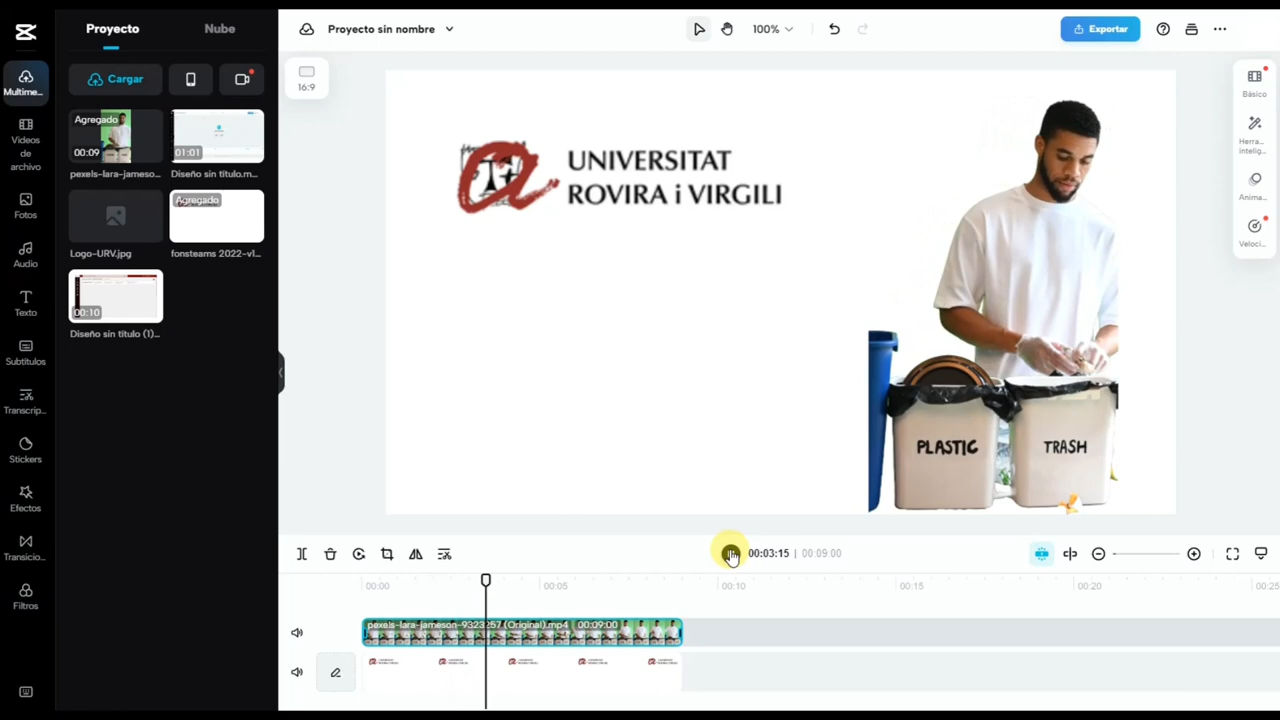 Proyecto
Nube
Proyecto sin nombre
100%
Exportar
Multime...
Cargar
16:9
Básico
Agregado
00:09
01:01
Videos
de
archivo
pexels-lara-jameso...
Diseño sin título.m...
Herra...
intelig...
UNIVERSITAT
ROVIRA i VIRGILI
Fotos
Agregado
Anima...
Logo-URV.jpg
fonsteams 2022-v1...
Veloci...
Audio
Texto
00:10
Diseño sin título (1)...
Subtítulos
Transcrip...
PLASTIC
TRASH
Stickers
Efectos
Transicio...
Filtros
00:03:15 | 00:09:00
00:00
00:05
00:10
00:15
00:20
00:25
pexels-lara-jameson-9323257 (Original).mp4
00:09:00